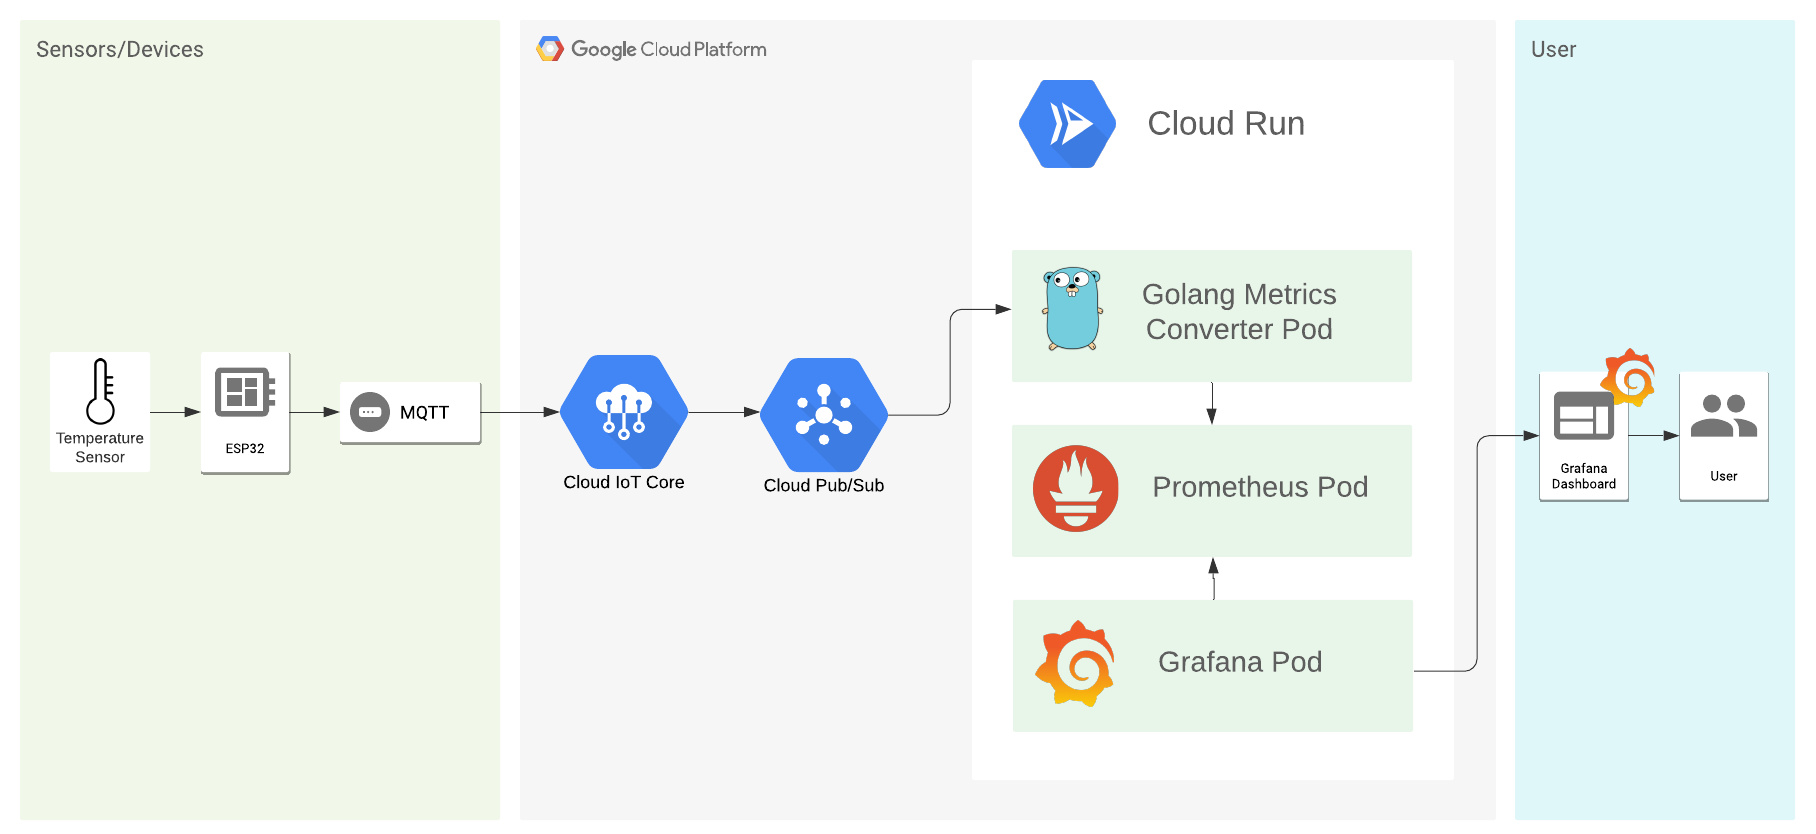 Sensors/Devices
Google Cloud Platform
User
Cloud Run
Golang Metrics
Converter Pod
Temperature
Sensor
ESP32
MQTT
Cloud IoT Core
Cloud Pub/Sub
Prometheus Pod
Grafana Pod
Grafana
Dashboard
User